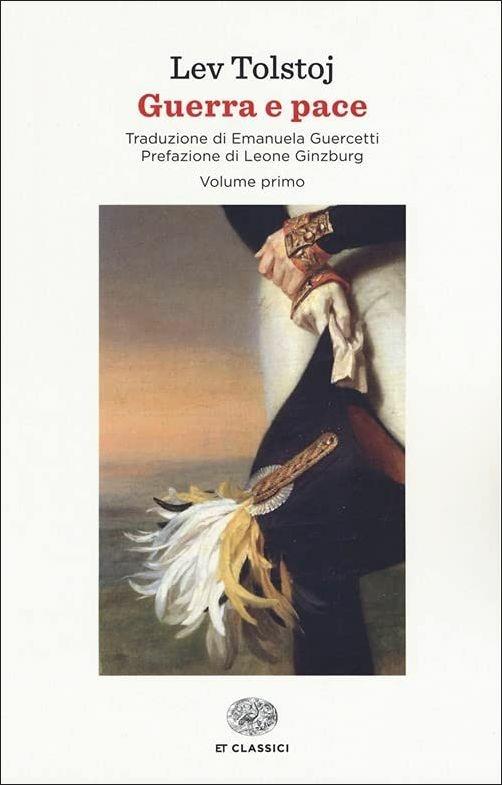 Lev Tolstoj
Guerra e pace
Traduzione di Emanuela Guercetti
Prefazione di Leone Ginzburg
Volume primo
ET CLASSICI